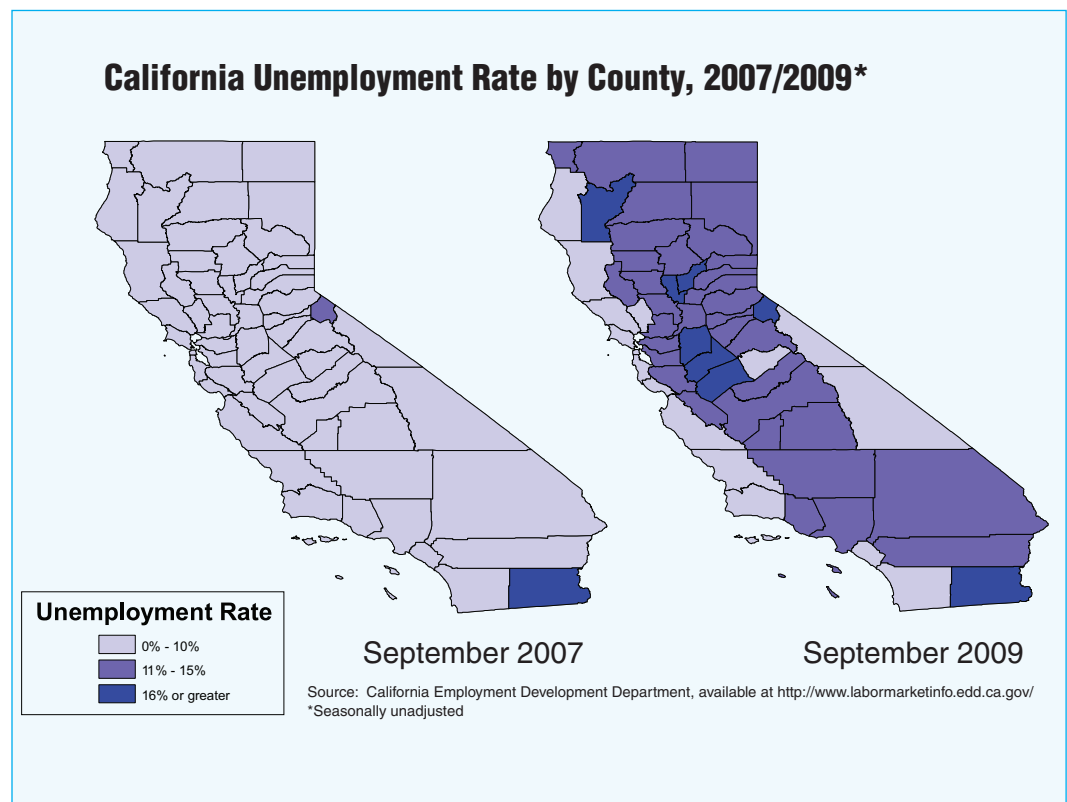 California Unemployment Rate by County, 2007/2009*
Unemployment Rate
0% - 10%
11% - 15%
16% or greater
September 2007
September 2009
Source:  California Employment Development Department, available at http://www.labormarketinfo.edd.ca.gov/
*Seasonally unadjusted